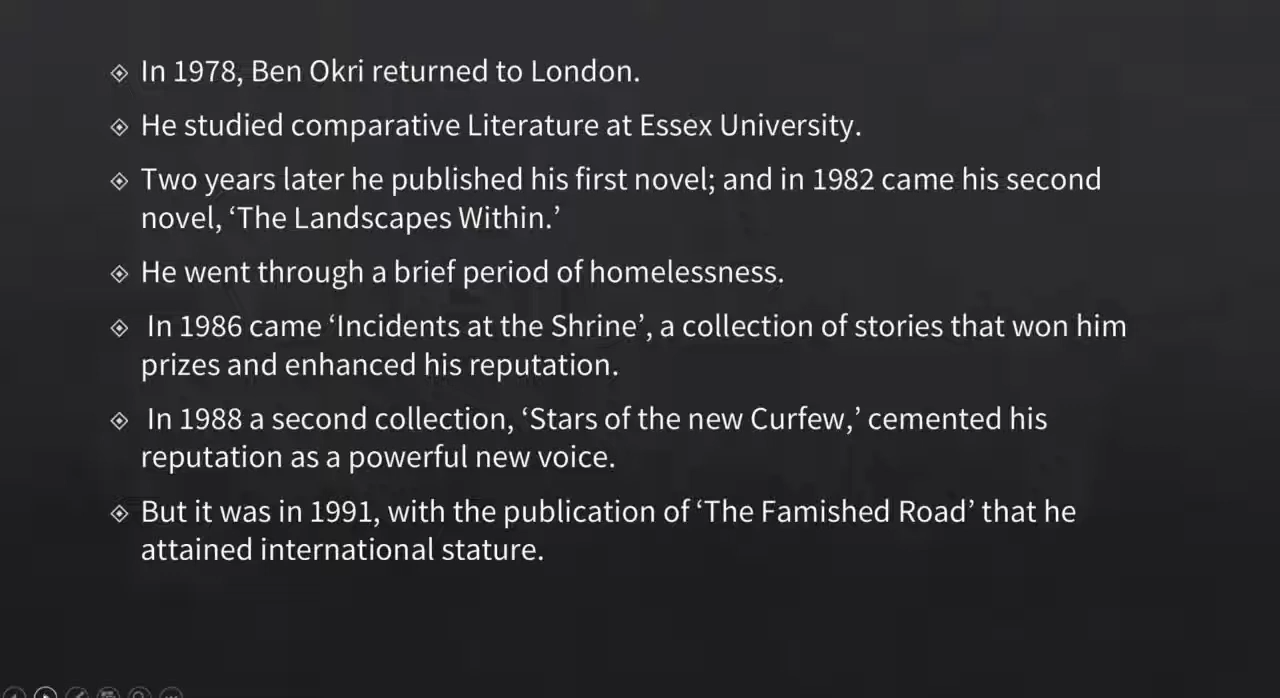 In 1978, Ben Okri returned to London.
He studied comparative Literature at Essex University.
Two years later he published his first novel; and in 1982 came his second
novel, ‘The Landscapes Within.’
He went through a brief period of homelessness.
In 1986 came ‘Incidents at the Shrine’, a collection of stories that won him
prizes and enhanced his reputation.
In 1988 a second collection, ‘Stars of the new Curfew,’ cemented his
reputation as a powerful new voice.
But it was in 1991, with the publication of ‘The Famished Road’ that he
attained international stature.